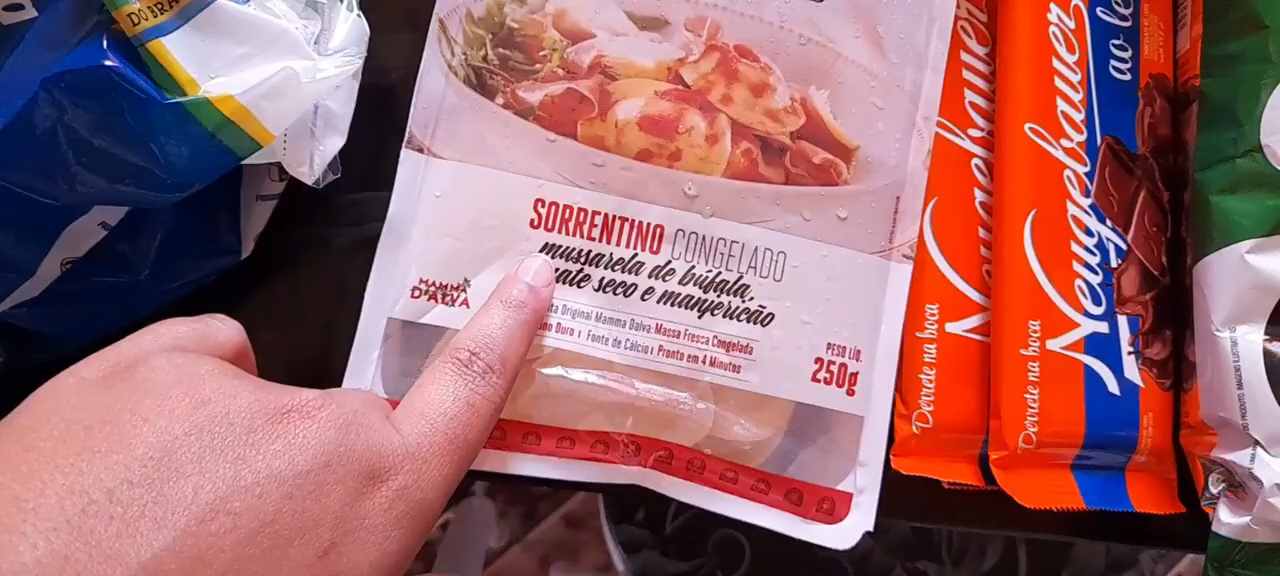 DO BRA
SORRENTINO CONGELADO
mussarela de búfala,
mate seco e manjericão
MAMMA
D'ALVA
ta Original Mamma Dalva: Massa Fresca Congelada
no Duro | Fonte de Cálcio | Pronto em 4 Minutos
PESO LÍQ.
250g
Neugebauer
Derrete na boca
Neugebauer
ao le
Derrete na boca